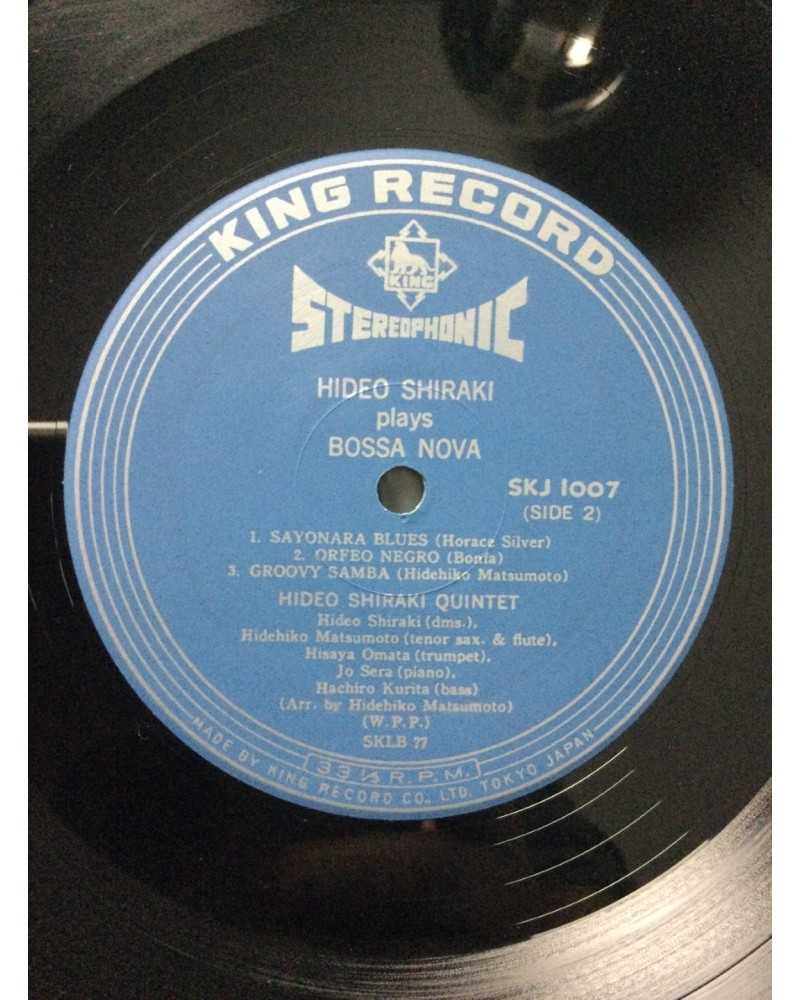 KING RECORD
KING
STEREOPHONIC
HIDEO SHIRAKI
plays
BOSSA NOVA
SKJ 1007
(SIDE 2)
1. SAYONARA BLUES (Horace Silver)
2. ORFEO NEGRO (Bonfa)
3. GROOVY SAMBA (Hidehiko Matsumoto)
HIDEO SHIRAKI QUINTET
Hideo Shiraki (dms.),
Hidehiko Matsumoto (tenor sax. & flute),
Hisaya Omata (trumpet),
Jo Sera (piano),
Hachiro Kurita (bass)
(Arr. by Hidehiko Matsumoto)
(W.P.P.)
SKLB 77
33⅓ R.P.M.
MADE BY KING RECORD CO., LTD. TOKYO JAPAN